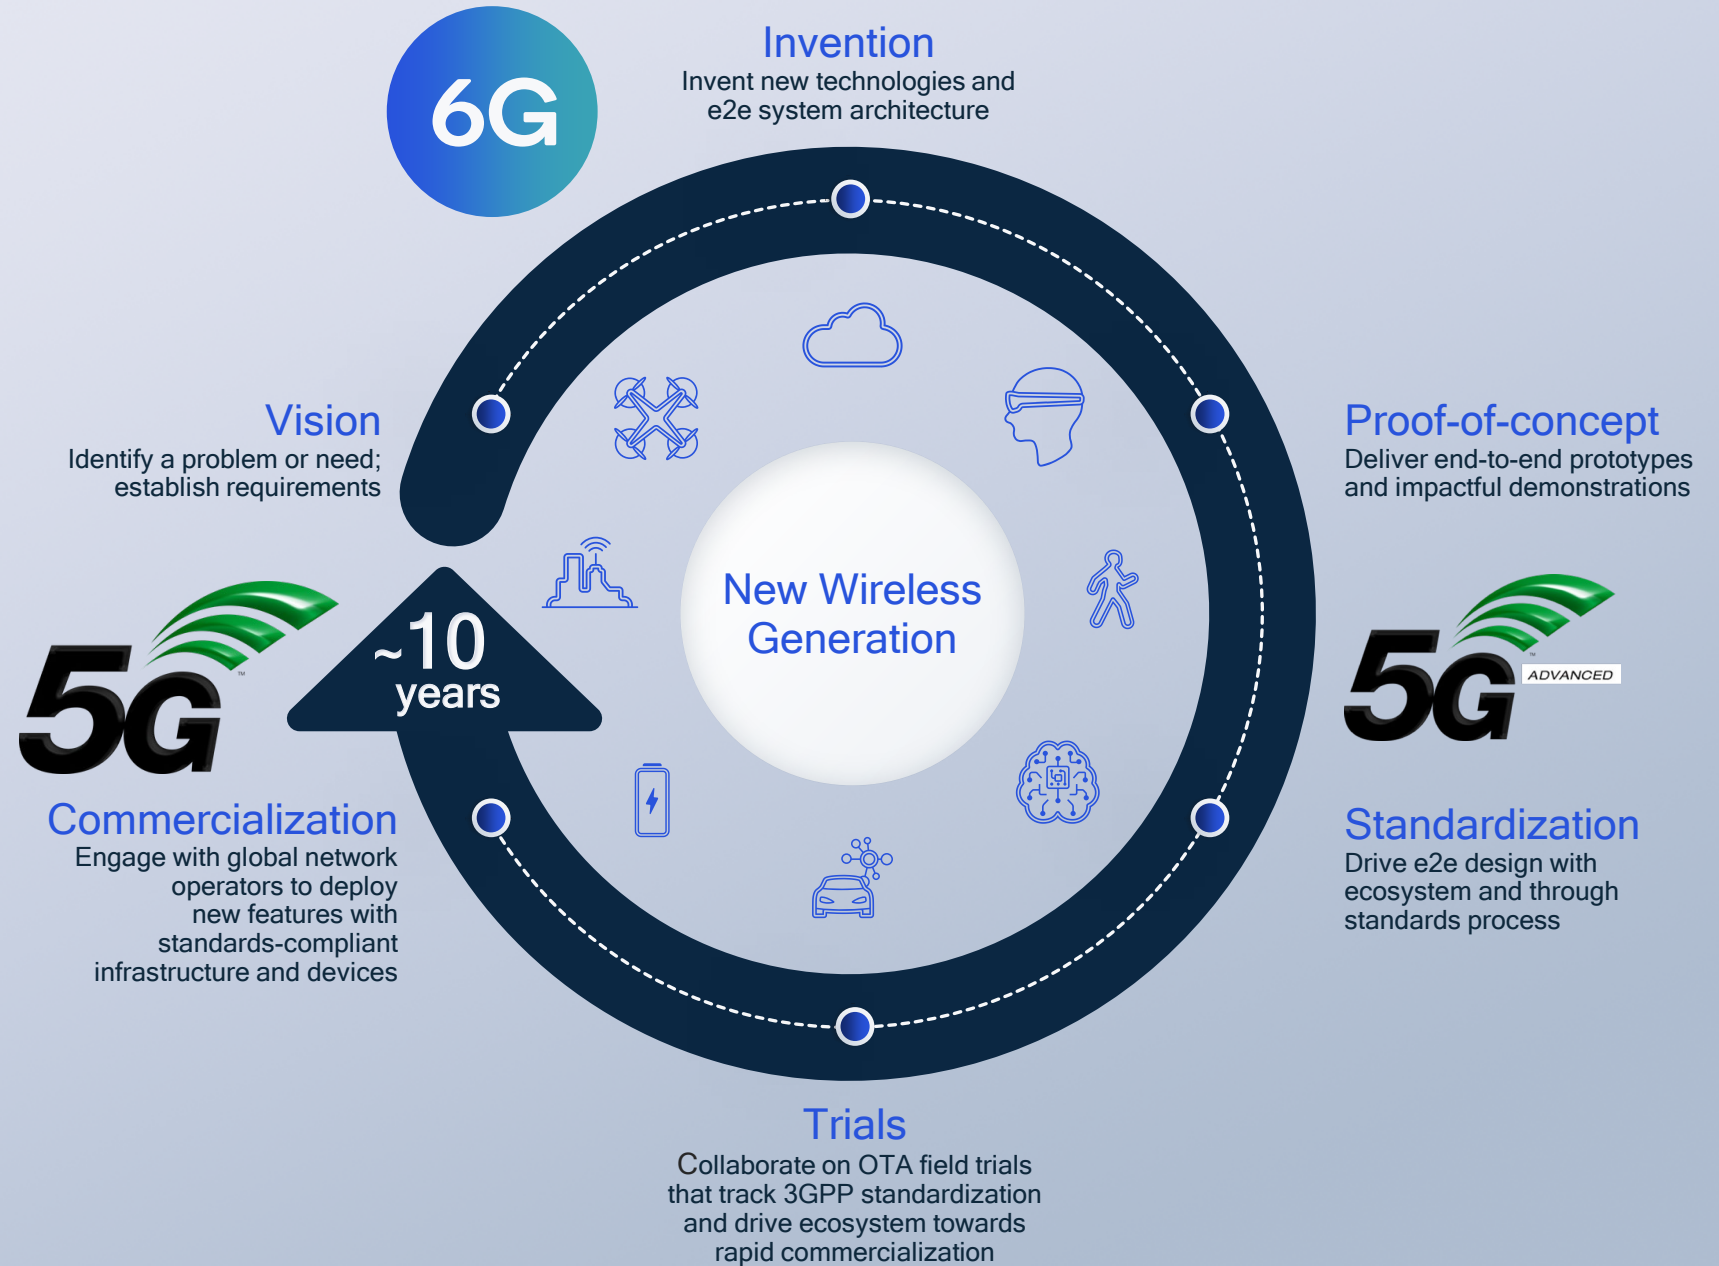 6G
Invention
Invent new technologies and
e2e system architecture
Vision
Identify a problem or need;
establish requirements
Proof-of-concept
Deliver end-to-end prototypes
and impactful demonstrations
New Wireless
Generation
~10
years
5G
™
5G
™
ADVANCED
Commercialization
Engage with global network
operators to deploy
new features with
standards-compliant
infrastructure and devices
Standardization
Drive e2e design with
ecosystem and through
standards process
Trials
Collaborate on OTA field trials
that track 3GPP standardization
and drive ecosystem towards
rapid commercialization